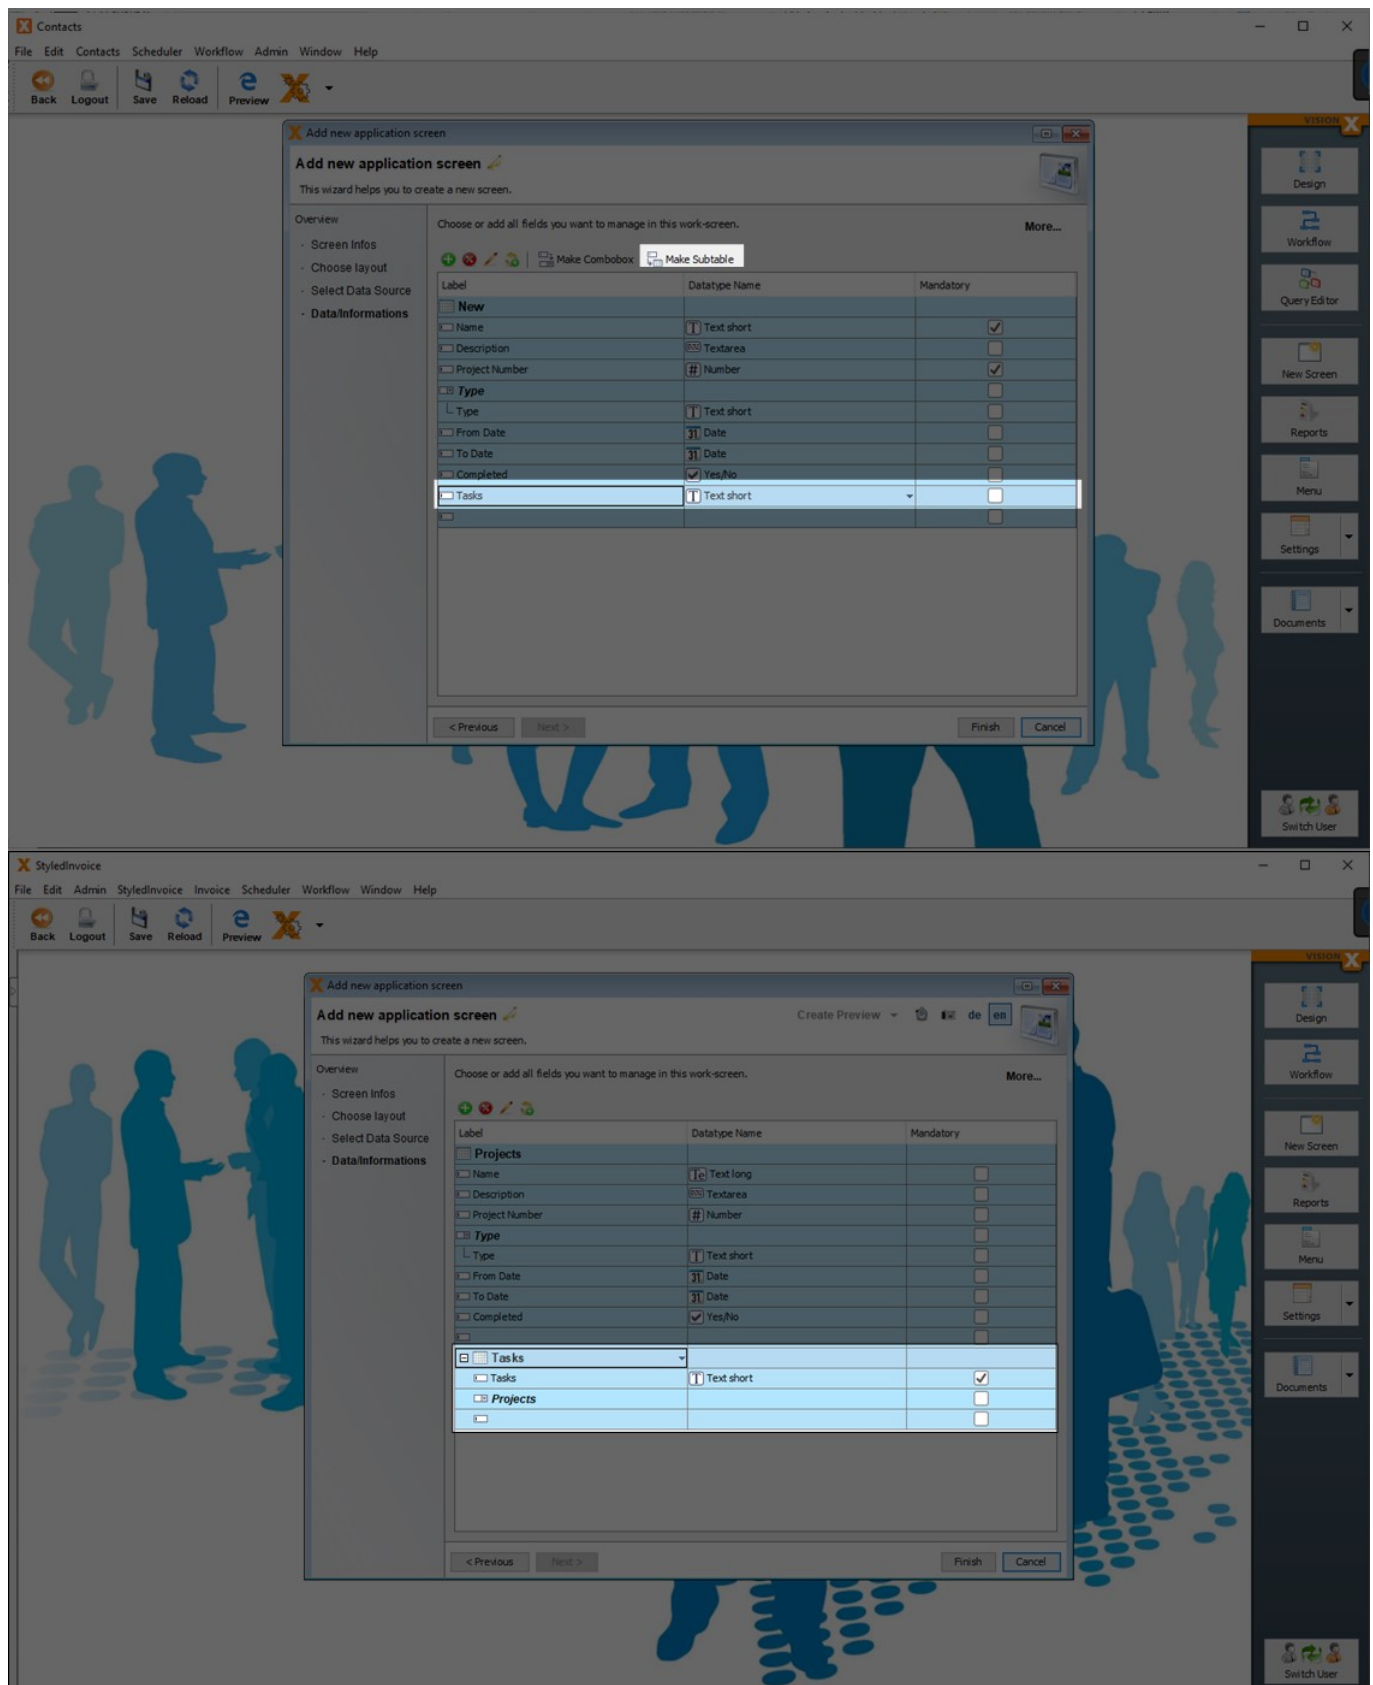 Contacts
File Edit Contacts Scheduler Workflow Admin Window Help
Back Logout Save Reload Preview
VISION X
Add new application screen
Add new application screen
This wizard helps you to create a new screen.
Overview
· Screen Infos
· Choose layout
· Select Data Source
· Data/Informations
Choose or add all fields you want to manage in this work-screen.
More...
Make Combobox Make Subtable
Label Datatype Name Mandatory
New
Name Text short
Description Textarea
Project Number Number
Type
Type Text short
From Date Date
To Date Date
Completed Yes/No
Tasks Text short
< Previous Next > Finish Cancel
Design
Workflow
Query Editor
New Screen
Reports
Menu
Settings
Documents
Switch User
StyledInvoice
File Edit Admin StyledInvoice Invoice Scheduler Workflow Window Help
Back Logout Save Reload Preview
VISION X
Add new application screen
Add new application screen
Create Preview de en
This wizard helps you to create a new screen.
Overview
· Screen Infos
· Choose layout
· Select Data Source
· Data/Informations
Choose or add all fields you want to manage in this work-screen.
More...
Label Datatype Name Mandatory
Projects
Name Text long
Description Textarea
Project Number Number
Type
Type Text short
From Date Date
To Date Date
Completed Yes/No
Tasks
Tasks Text short
Projects
< Previous Next > Finish Cancel
Design
Workflow
New Screen
Reports
Menu
Settings
Documents
Switch User